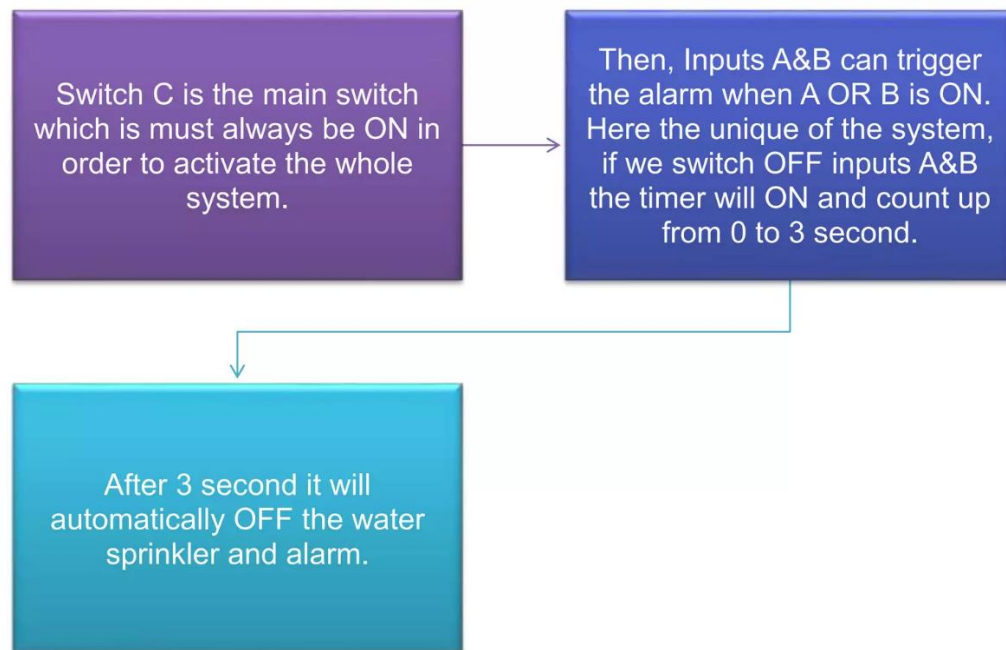 Switch C is the main switch
which is must always be ON in
order to activate the whole
system.
Then, Inputs A&B can trigger
the alarm when A OR B is ON.
Here the unique of the system,
if we switch OFF inputs A&B
the timer will ON and count up
from 0 to 3 second.
After 3 second it will
automatically OFF the water
sprinkler and alarm.